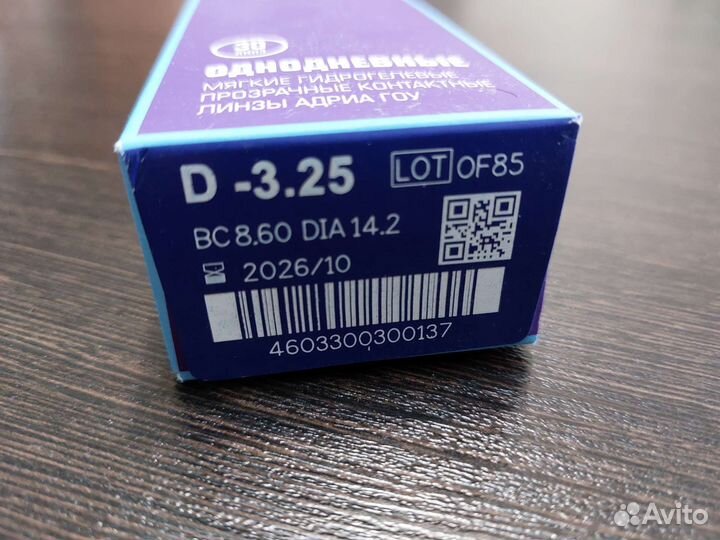 30
ОДНОДНЕВНЫЕ
МЯГКИЕ ГИДРОГЕЛЕВЫЕ
ПРОЗРАЧНЫЕ КОНТАКТНЫЕ
ЛИНЗЫ АДРИА ГОУ
D -3.25
LOT OF85
BC 8.60 DIA 14.2
2026/10
4603300300137
Avito